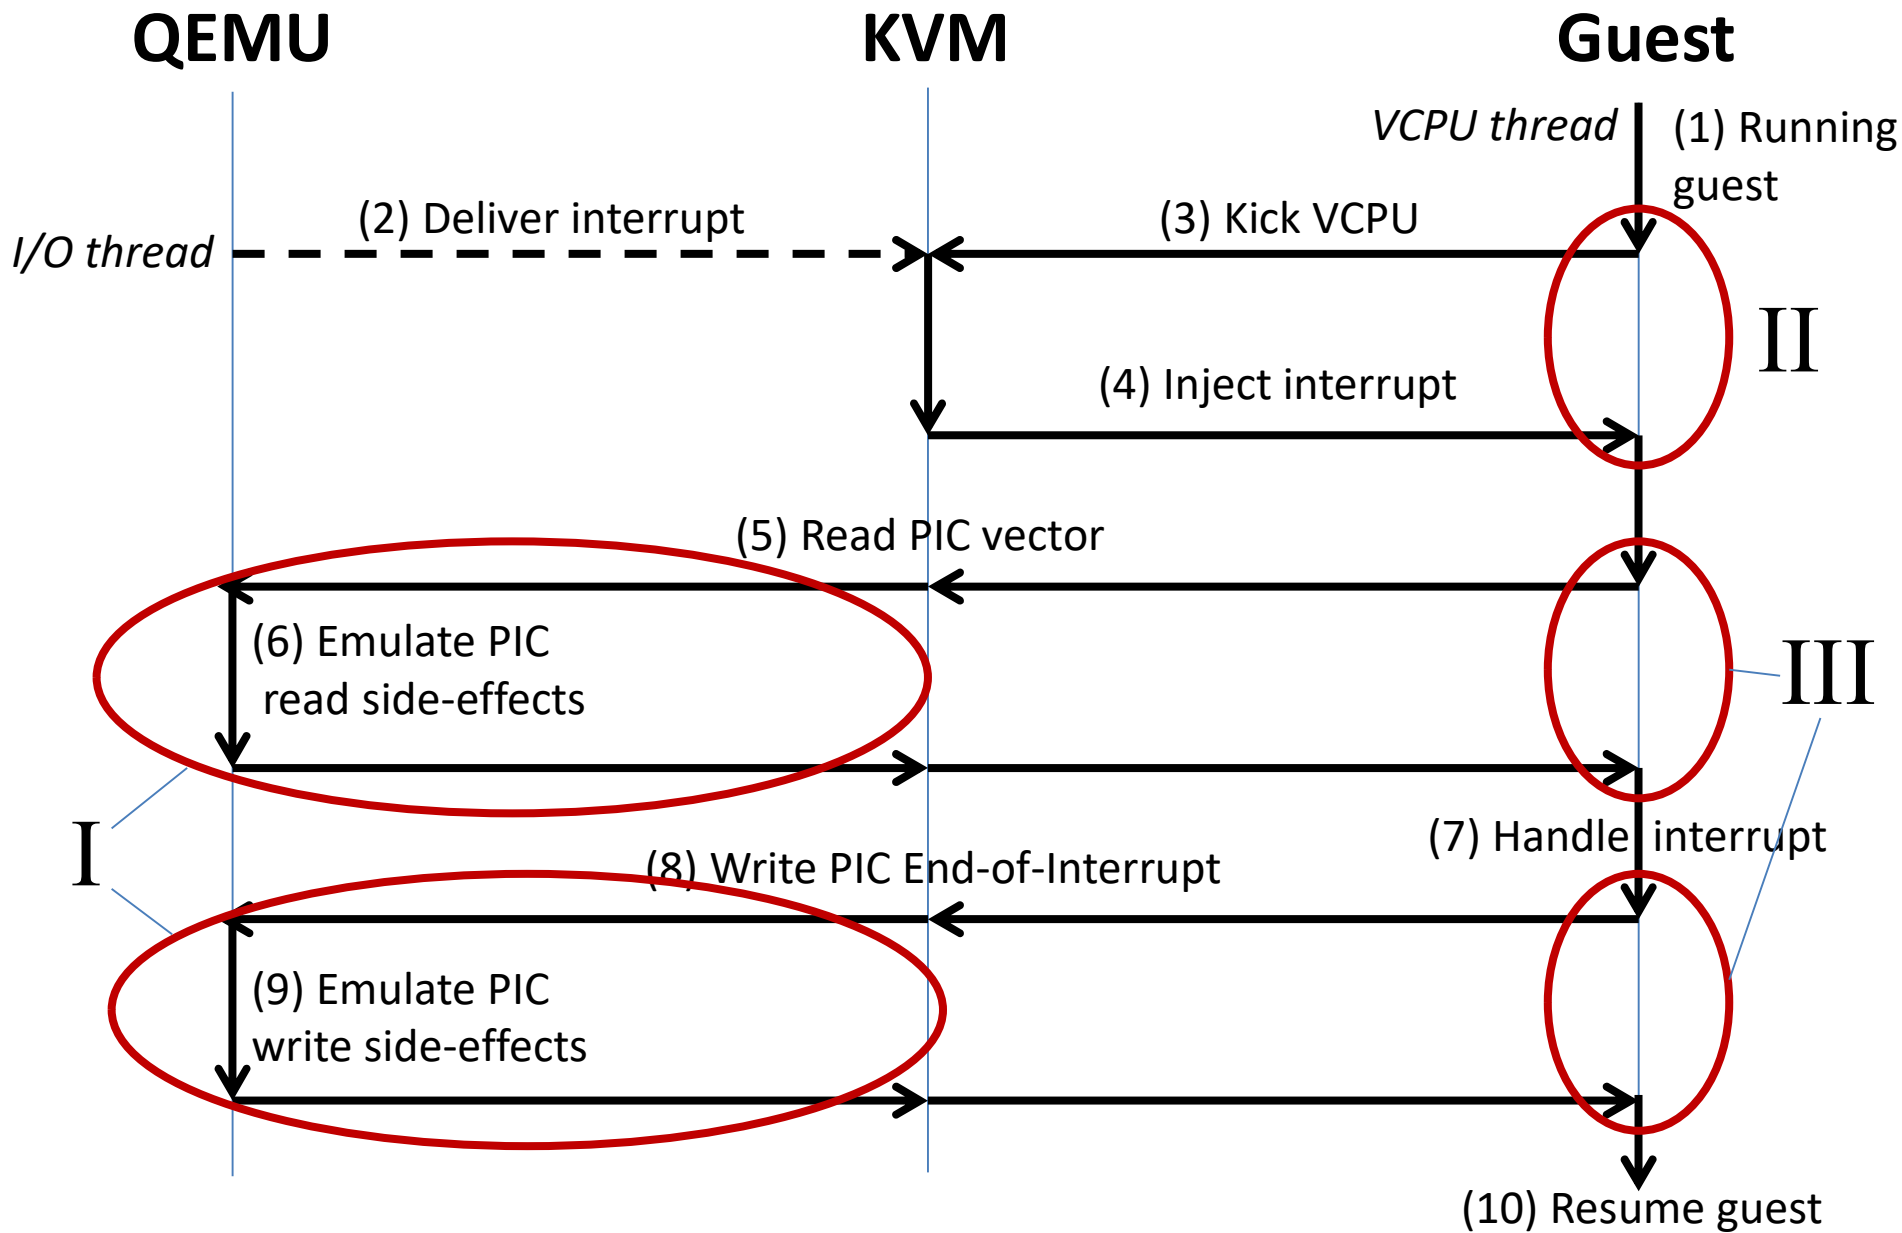 QEMU
KVM
Guest
VCPU thread
(1) Running
guest
(2) Deliver interrupt
(3) Kick VCPU
I/O thread
II
(4) Inject interrupt
(5) Read PIC vector
(6) Emulate PIC
read side-effects
III
I
(7) Handle interrupt
(8) Write PIC End-of-Interrupt
(9) Emulate PIC
write side-effects
(10) Resume guest